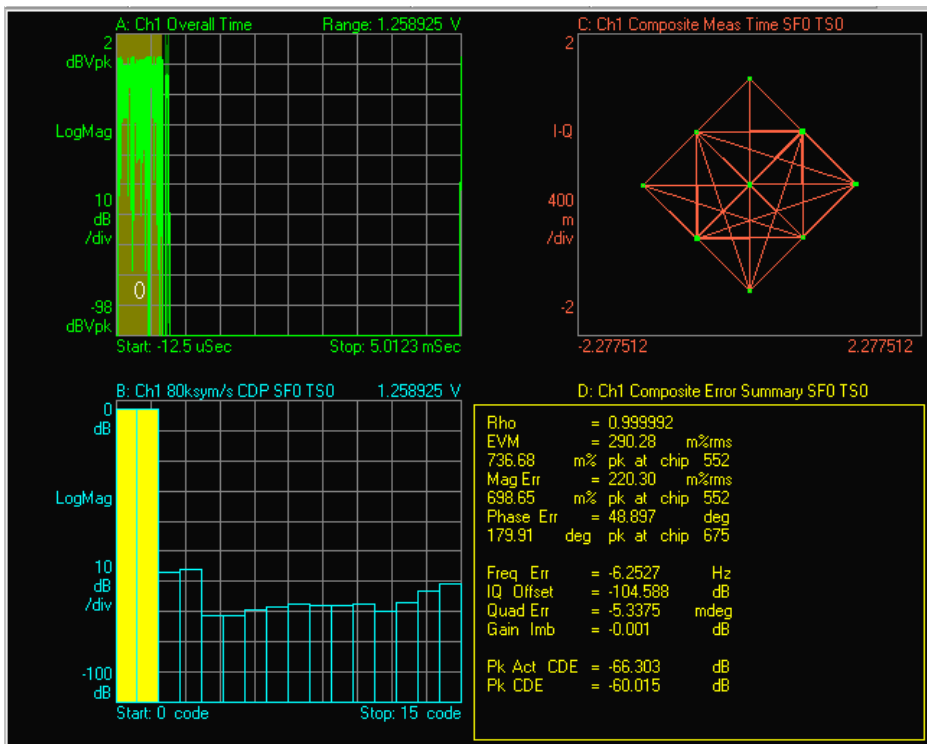 A: Ch1 Overall Time Range: 1.258925 V
2
dBVpk
LogMag
10
dB
/div
-98
dBVpk
Start: -12.5 uSec Stop: 5.0123 mSec
C: Ch1 Composite Meas Time SF0 TS0
2
I-Q
400
m
/div
-2
-2.277512 2.277512
B: Ch1 80ksym/s CDP SF0 TS0 1.258925 V
0
dB
LogMag
10
dB
/div
-100
dB
Start: 0 code Stop: 15 code
D: Ch1 Composite Error Summary SF0 TS0
Rho = 0.999992
EVM = 290.28 m%rms
736.68 m% pk at chip 552
Mag Err = 220.30 m%rms
698.65 m% pk at chip 552
Phase Err = 48.897 deg
179.91 deg pk at chip 675
Freq Err = -6.2527 Hz
IQ Offset = -104.588 dB
Quad Err = -5.3375 mdeg
Gain Imb = -0.001 dB
Pk Act CDE = -66.303 dB
Pk CDE = -60.015 dB